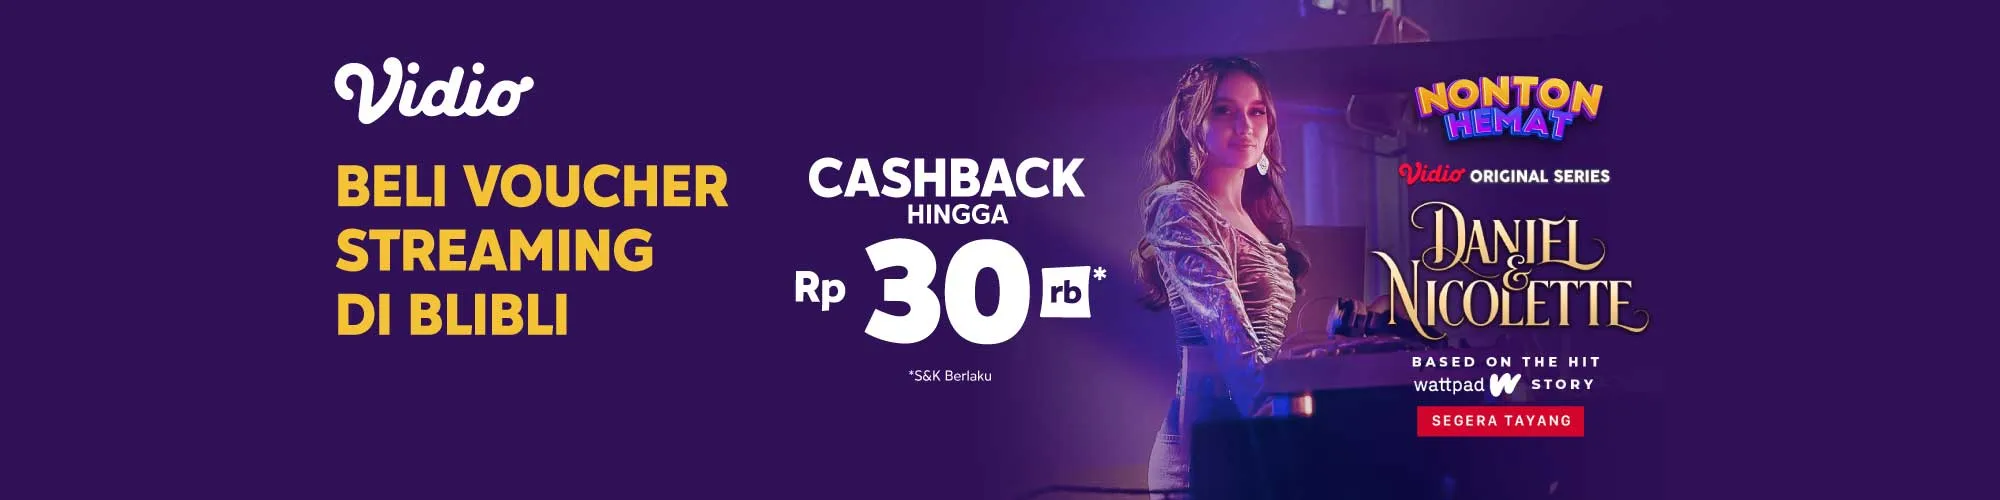 Vidio
BELI VOUCHER
STREAMING
DI BLIBLI
CASHBACK
HINGGA
Rp 30 rb*
*S&K Berlaku
NONTON
HEMAT
Vidio ORIGINAL SERIES
DANIEL
&
NICOLETTE
BASED ON THE HIT
wattpad W STORY
SEGERA TAYANG